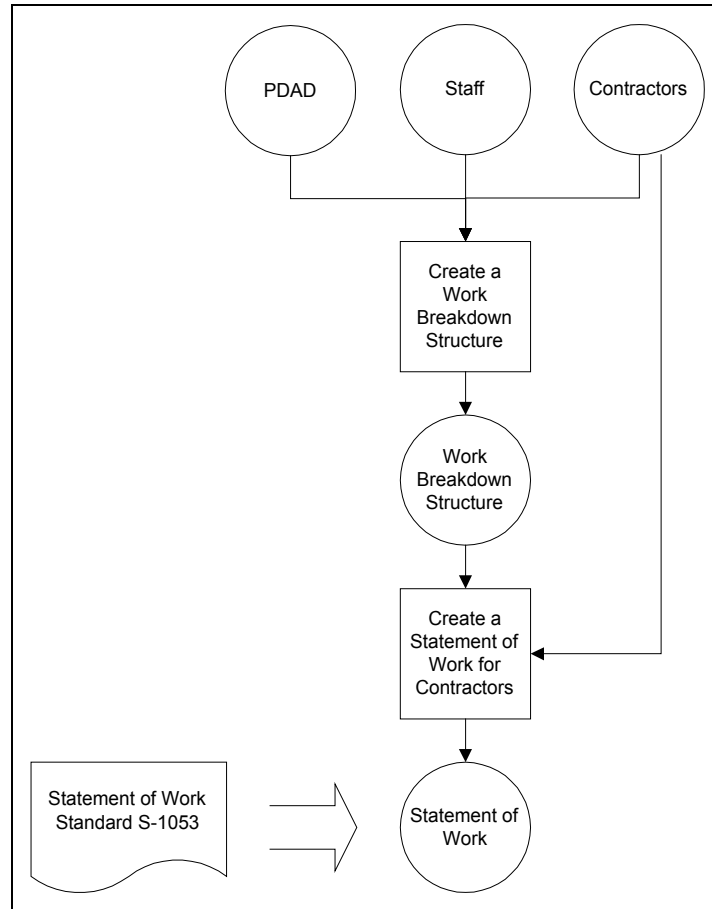 PDAD
Staff
Contractors
Create a
Work
Breakdown
Structure
Work
Breakdown
Structure
Create a
Statement of
Work for
Contractors
Statement of Work
Standard S-1053
Statement of
Work